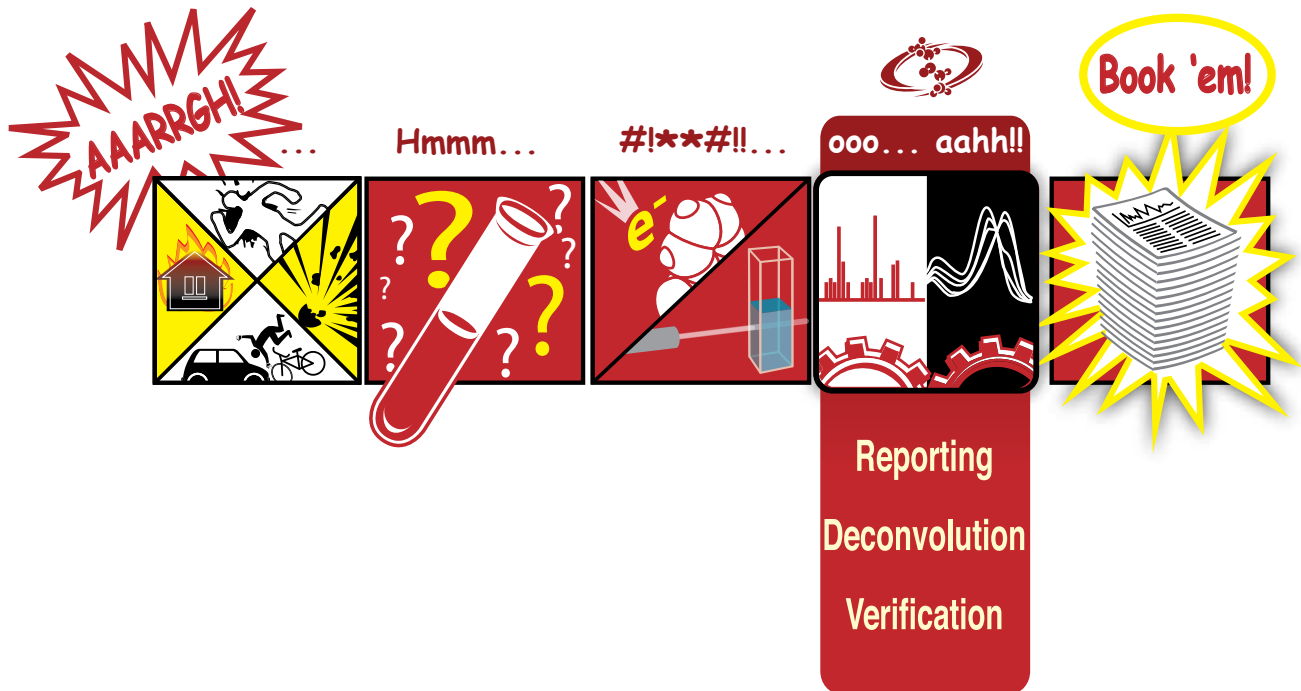 AAARRGH!
...
Hmmm...
#!**#!!...
ooo... aahh!!
Book 'em!
? ? ? ? ? ? ? ?
e-
Reporting
Deconvolution
Verification